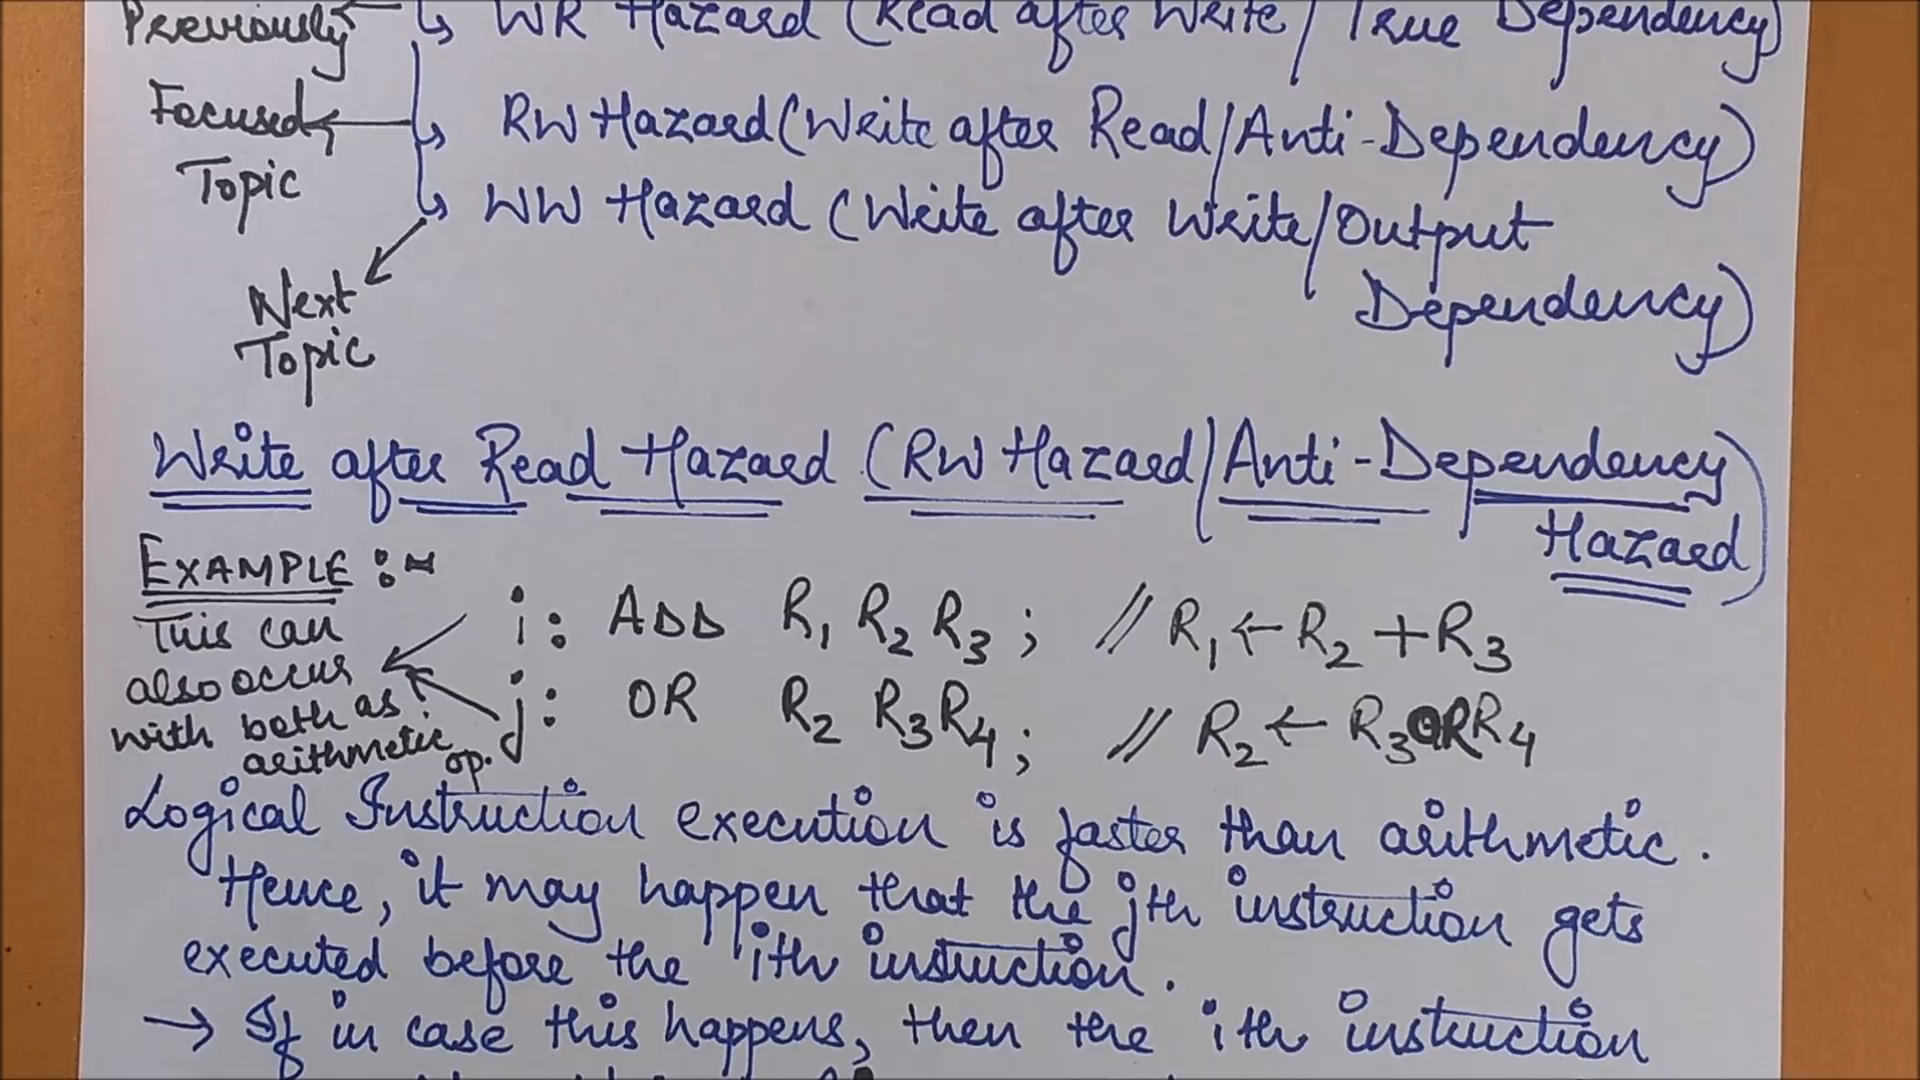 Previously WR Hazard (Read after Write/True Dependency)
Focused RW Hazard (Write after Read/Anti-Dependency)
Topic
WW Hazard (Write after Write/Output
Dependency)
Next
Topic
Write after Read Hazard (RW Hazard/Anti-Dependency
Hazard)
EXAMPLE :-
This can
also occur
with both as
arithmetic op.
i: ADD R1 R2 R3 ; // R1 ← R2 + R3
j: OR R2 R3 R4 ; // R2 ← R3 OR R4
Logical Instruction execution is faster than arithmetic.
Hence, it may happen that the jth instruction gets
executed before the ith instruction.
→ If in case this happens, then the ith instruction